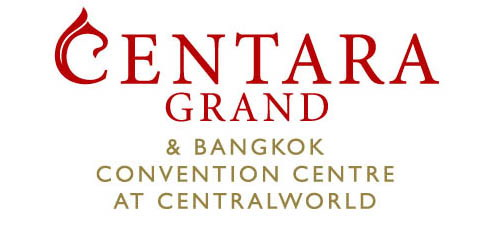 CENTARA
GRAND
& BANGKOK
CONVENTION CENTRE
AT CENTRALWORLD